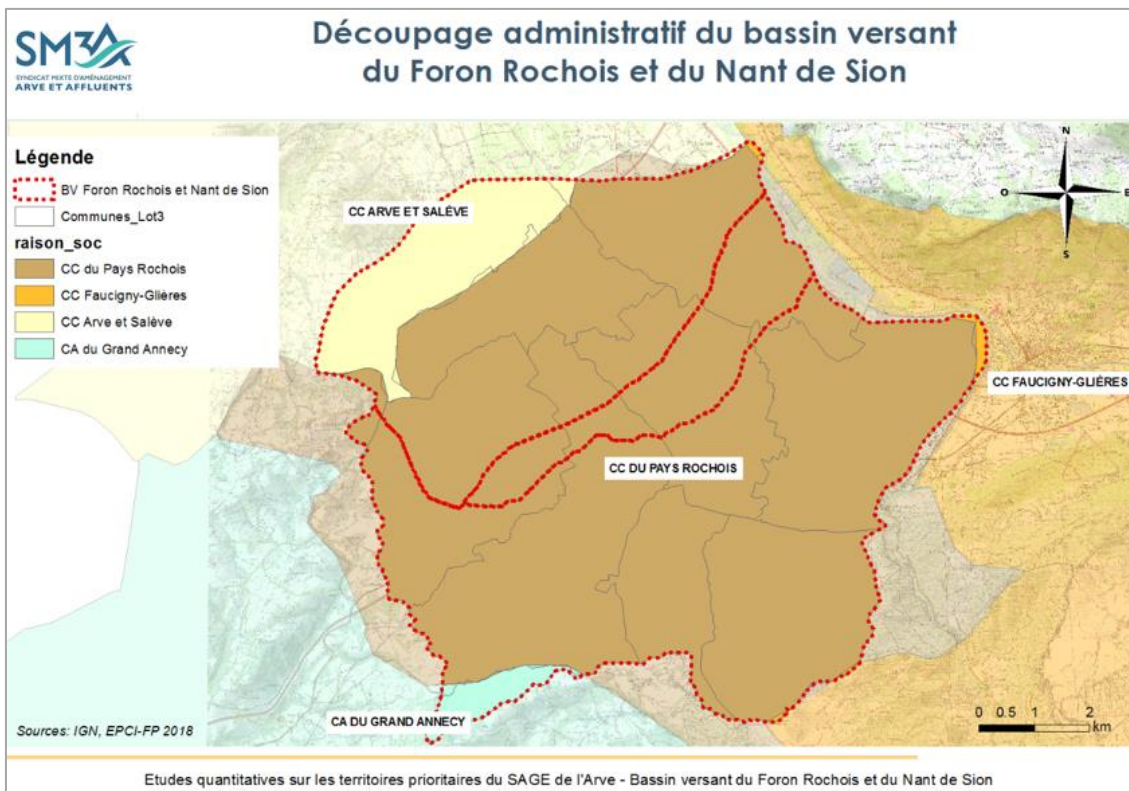 SM3A
SYNDICAT MIXTE D'AMÉNAGEMENT
ARVE ET AFFLUENTS
Découpage administratif du bassin versant
du Foron Rochois et du Nant de Sion
Légende
BV Foron Rochois et Nant de Sion
Communes_Lot3
raison_soc
CC du Pays Rochois
CC Faucigny-Glières
CC Arve et Salève
CA du Grand Annecy
CC ARVE ET SALÈVE
N
O
E
S
CC FAUCIGNY-GLIÈRES
CC DU PAYS ROCHOIS
CA DU GRAND ANNECY
Sources: IGN, EPCI-FP 2018
0 0.5 1 2
km
Etudes quantitatives sur les territoires prioritaires du SAGE de l'Arve - Bassin versant du Foron Rochois et du Nant de Sion